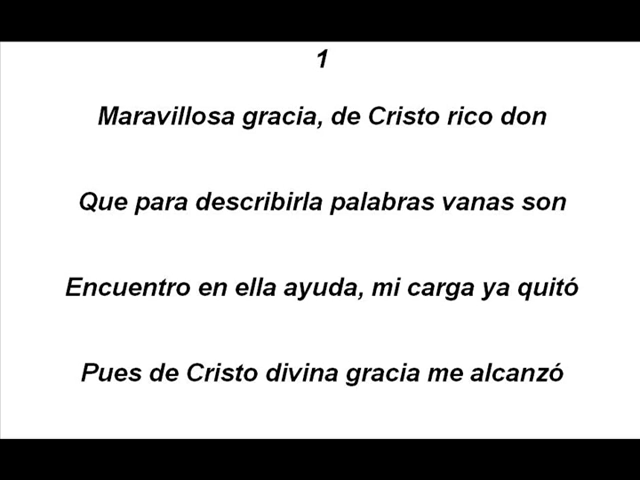 1
Maravillosa gracia, de Cristo rico don
Que para describirla palabras vanas son
Encuentro en ella ayuda, mi carga ya quitó
Pues de Cristo divina gracia me alcanzó